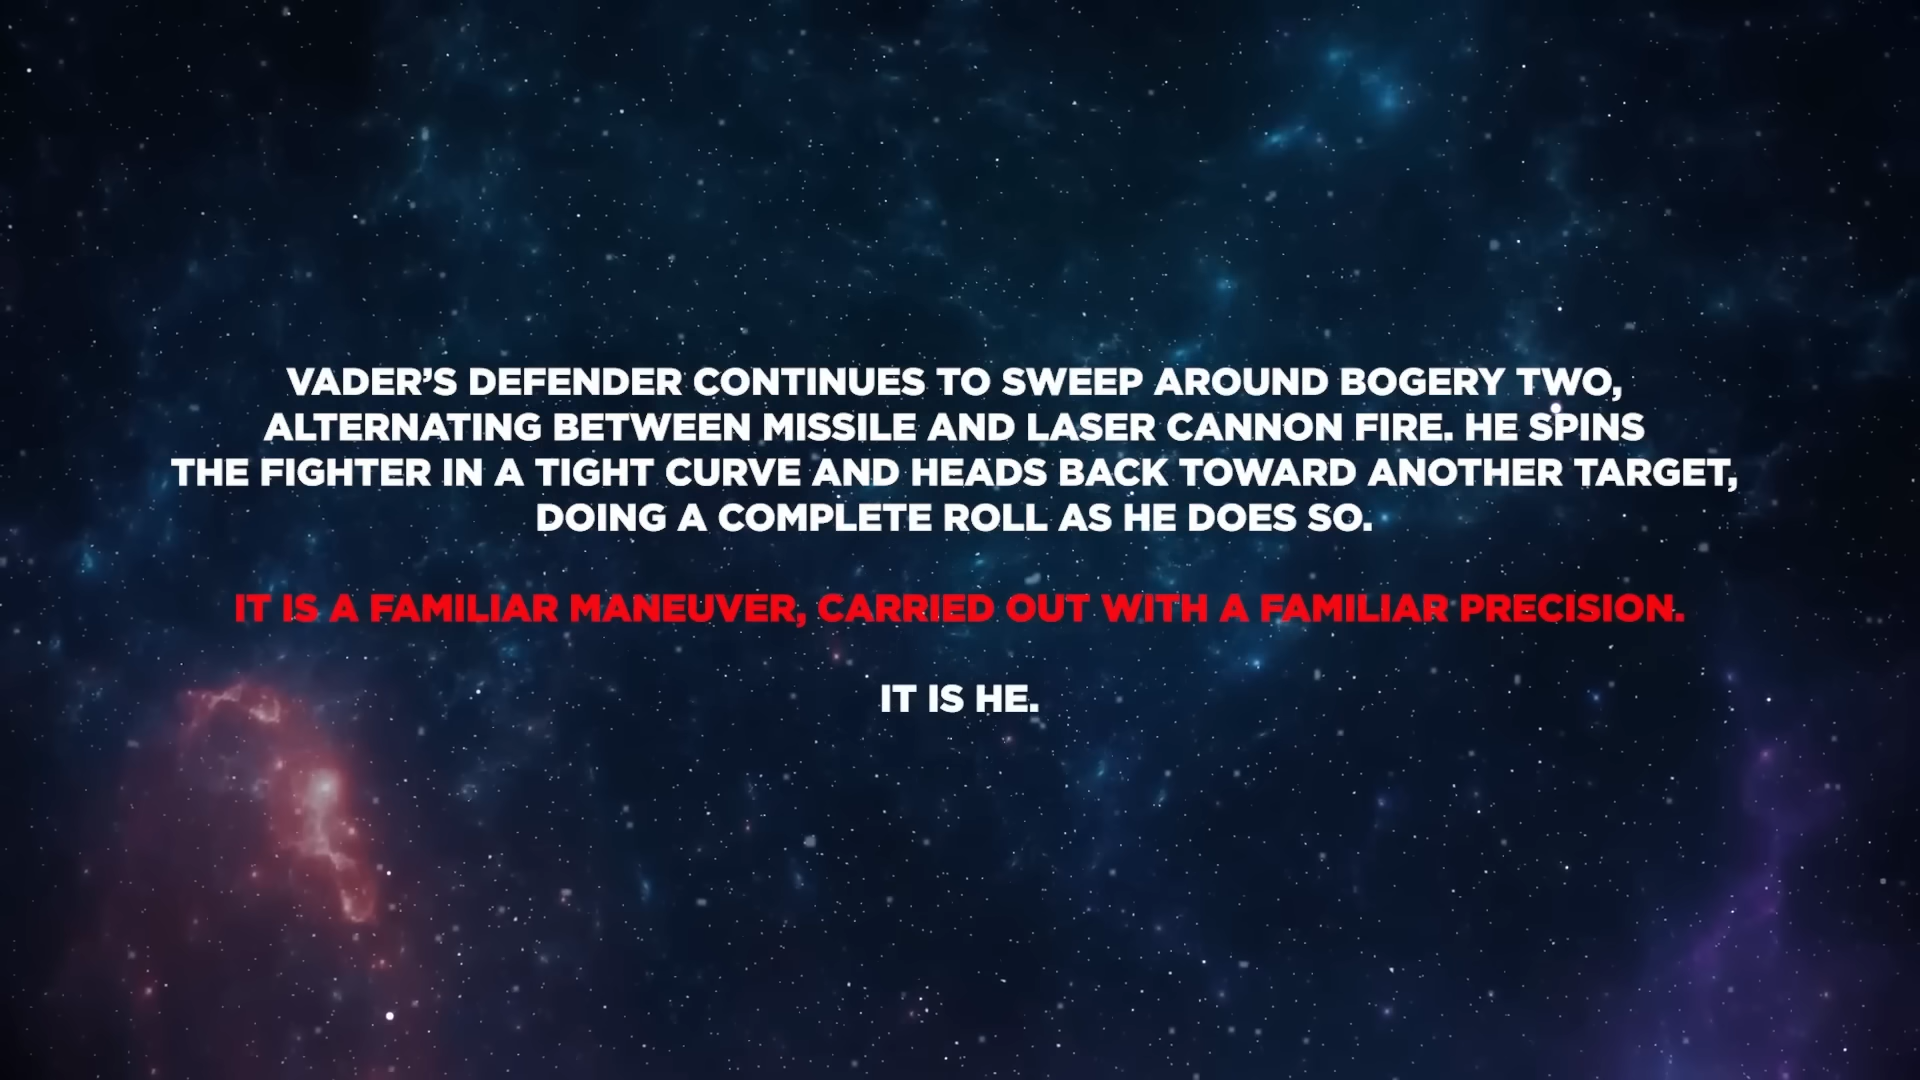 VADER’S DEFENDER CONTINUES TO SWEEP AROUND BOGERY TWO,
ALTERNATING BETWEEN MISSILE AND LASER CANNON FIRE. HE SPINS
THE FIGHTER IN A TIGHT CURVE AND HEADS BACK TOWARD ANOTHER TARGET,
DOING A COMPLETE ROLL AS HE DOES SO.
IT IS A FAMILIAR MANEUVER, CARRIED OUT WITH A FAMILIAR PRECISION.
IT IS HE.